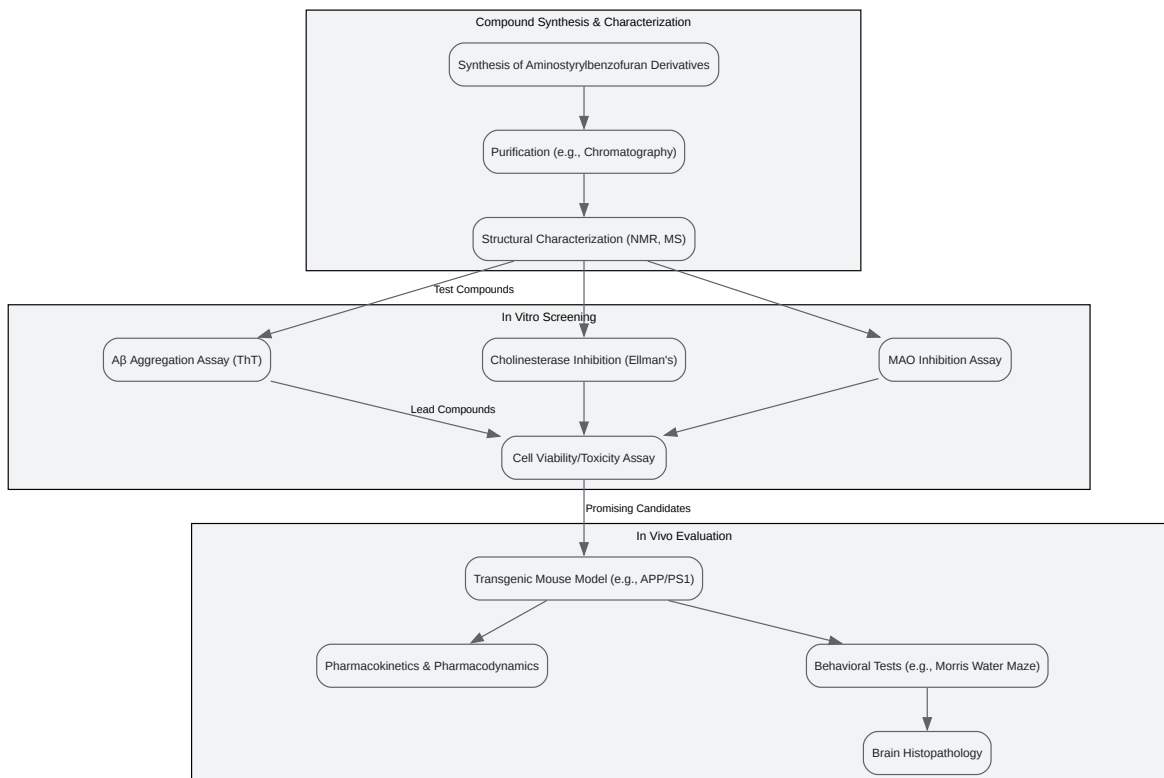 Compound Synthesis & Characterization
Synthesis of Aminostyrylbenzofuran Derivatives
Purification (e.g., Chromatography)
Structural Characterization (NMR, MS)
Test Compounds
In Vitro Screening
Aβ Aggregation Assay (ThT)
Cholinesterase Inhibition (Ellman's)
MAO Inhibition Assay
Lead Compounds
Cell Viability/Toxicity Assay
Promising Candidates
In Vivo Evaluation
Transgenic Mouse Model (e.g., APP/PS1)
Pharmacokinetics & Pharmacodynamics
Behavioral Tests (e.g., Morris Water Maze)
Brain Histopathology